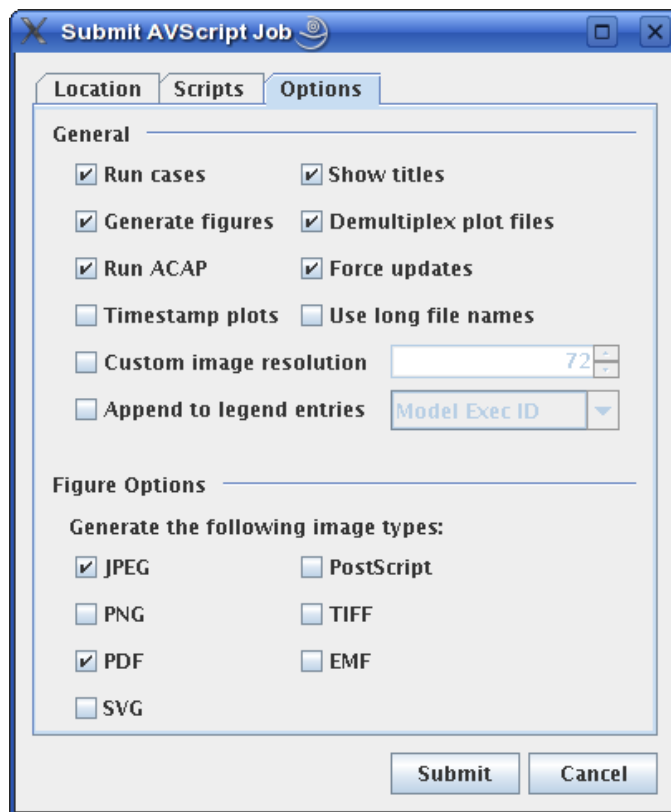 Submit AVScript Job
Location Scripts Options
General
Run cases Show titles
Generate figures Demultiplex plot files
Run ACAP Force updates
Timestamp plots Use long file names
Custom image resolution 72
Append to legend entries Model Exec ID
Figure Options
Generate the following image types:
JPEG PostScript
PNG TIFF
PDF EMF
SVG
Submit Cancel